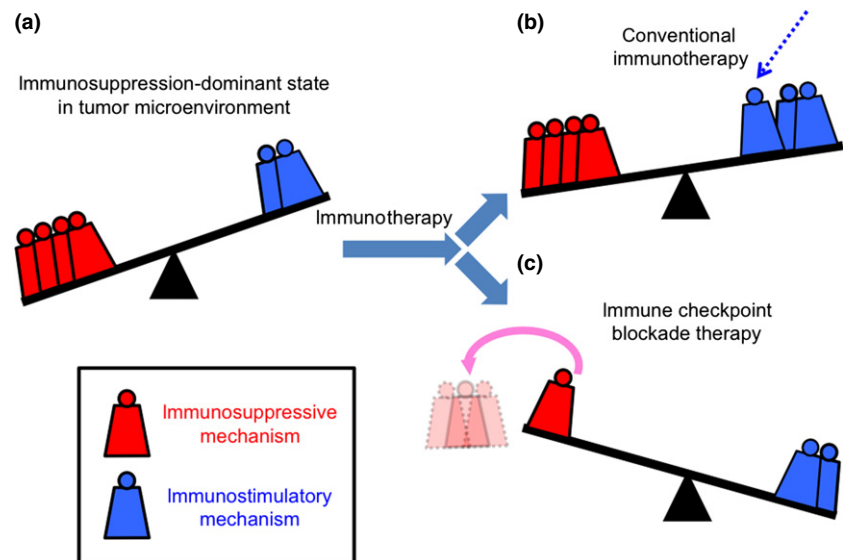 (a)
Immunosuppression-dominant state
in tumor microenvironment
Immunotherapy
(b)
Conventional
immunotherapy
(c)
Immune checkpoint
blockade therapy
Immunosuppressive
mechanism
Immunostimulatory
mechanism